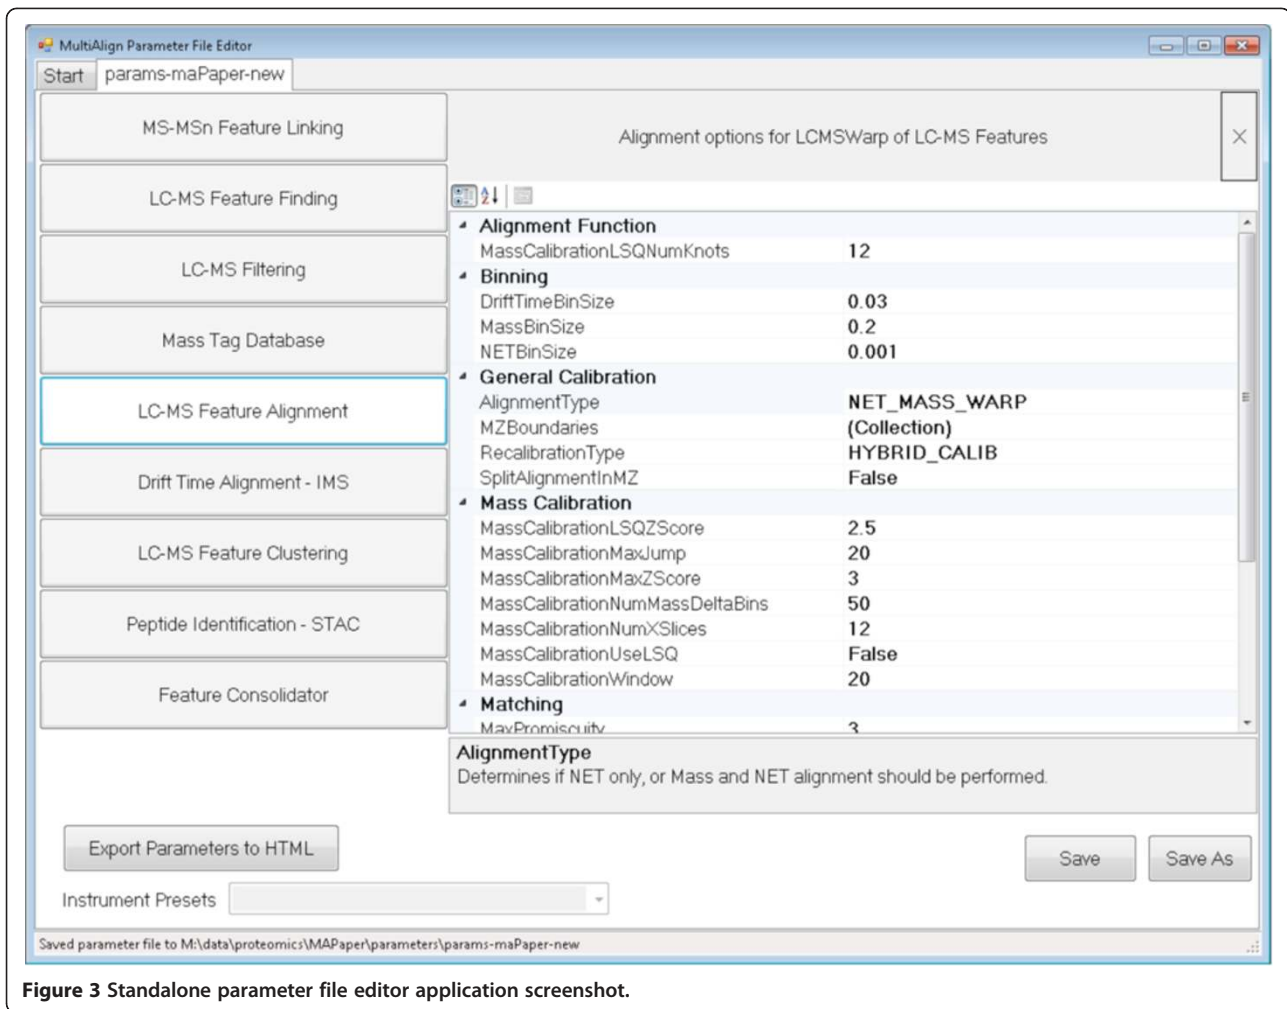 MultiAlign Parameter File Editor
Start params-maPaper-new
MS-MSn Feature Linking
LC-MS Feature Finding
LC-MS Filtering
Mass Tag Database
LC-MS Feature Alignment
Drift Time Alignment - IMS
LC-MS Feature Clustering
Peptide Identification - STAC
Feature Consolidator
Alignment options for LCMSWarp of LC-MS Features
Alignment Function
MassCalibrationLSQNumKnots 12
Binning
DriftTimeBinSize 0.03
MassBinSize 0.2
NETBinSize 0.001
General Calibration
AlignmentType NET_MASS_WARP
MZBoundaries (Collection)
RecalibrationType HYBRID_CALIB
SplitAlignmentInMZ False
Mass Calibration
MassCalibrationLSQZScore 2.5
MassCalibrationMaxJump 20
MassCalibrationMaxZScore 3
MassCalibrationNumMassDeltaBins 50
MassCalibrationNumXSlices 12
MassCalibrationUseLSQ False
MassCalibrationWindow 20
Matching
MaxPromiscuity 3
AlignmentType
Determines if NET only, or Mass and NET alignment should be performed.
Export Parameters to HTML
Save Save As
Instrument Presets
Saved parameter file to M:\data\proteomics\MAPaper\parameters\params-maPaper-new
Figure 3 Standalone parameter file editor application screenshot.